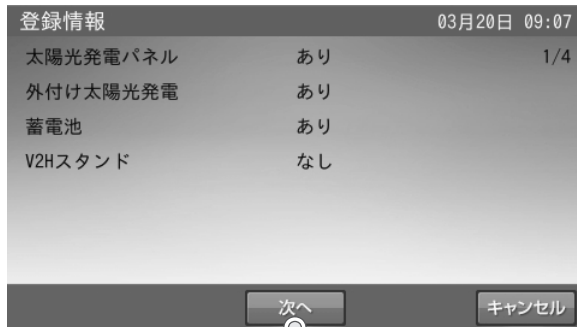 登録情報 03月20日 09:07
太陽光発電パネル あり 1/4
外付け太陽光発電 あり
蓄電池 あり
V2Hスタンド なし
次へ キャンセル